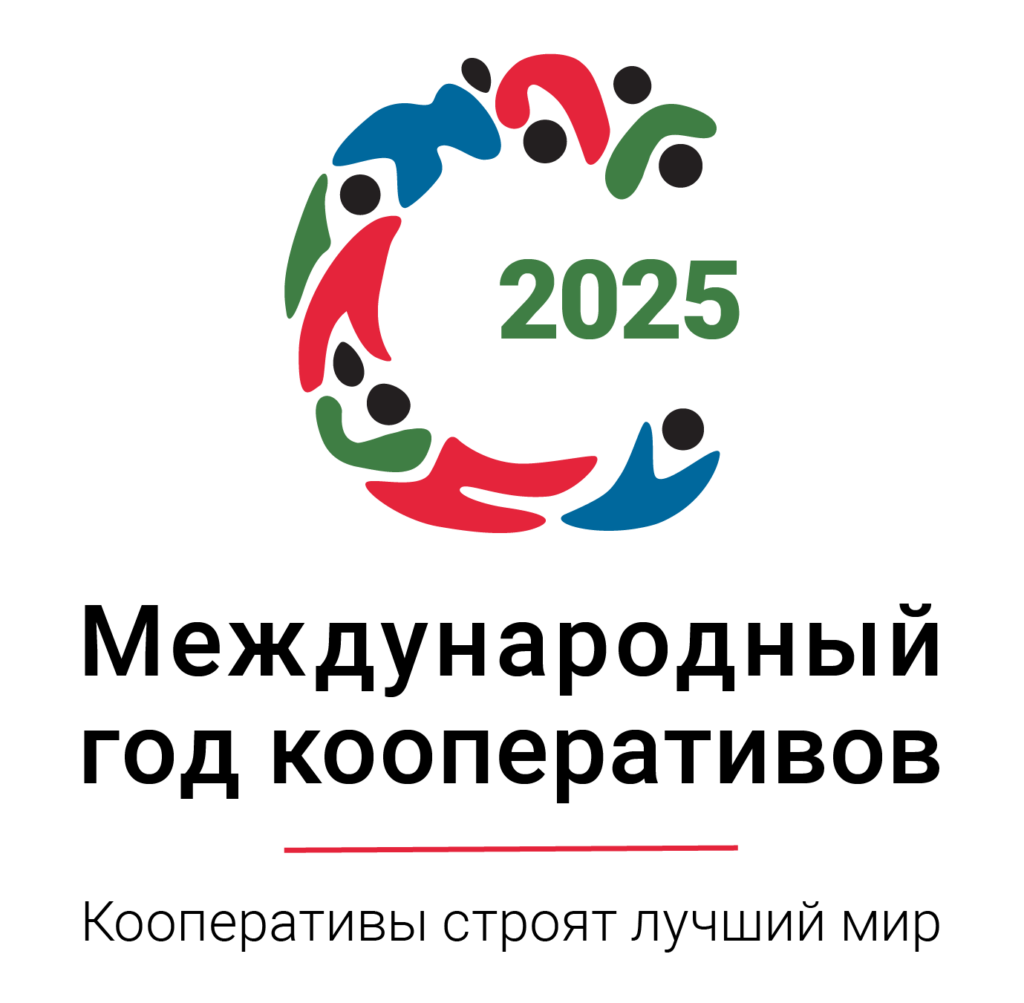 2025
Международный
год кооперативов
Кооперативы строят лучший мир